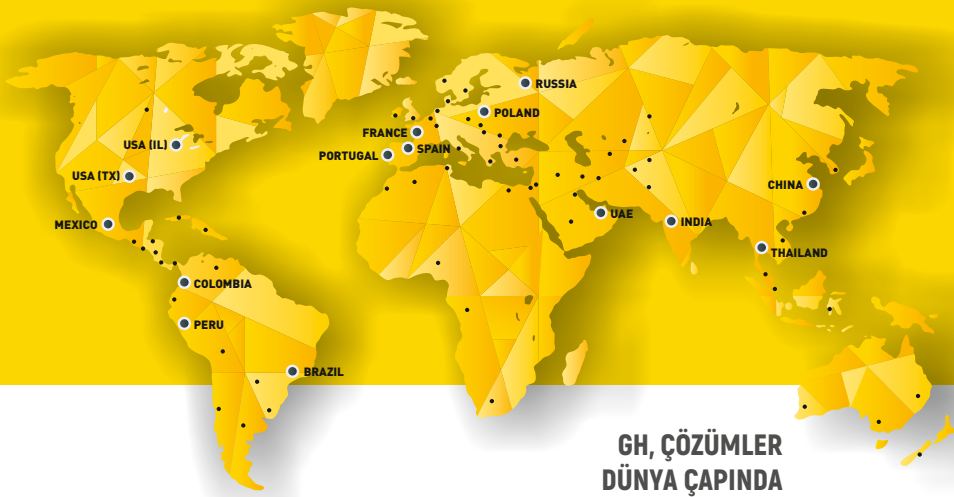 RUSSIA
POLAND
FRANCE
USA (IL)
SPAIN
PORTUGAL
USA (TX)
CHINA
UAE
INDIA
MEXICO
THAILAND
COLOMBIA
PERU
BRAZIL
GH, ÇÖZÜMLER
DÜNYA ÇAPINDA